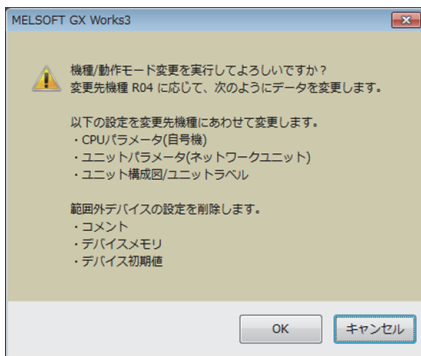 MELSOFT GX Works3
機種/動作モード変更を実行してよろしいですか？
変更先機種 R04 に応じて、次のようにデータを変更します。
以下の設定を変更先機種にあわせて変更します。
・CPUパラメータ(自号機)
・ユニットパラメータ(ネットワークユニット)
・ユニット構成図/ユニットラベル
範囲外デバイスの設定を削除します。
・コメント
・デバイスメモリ
・デバイス初期値
OK
キャンセル